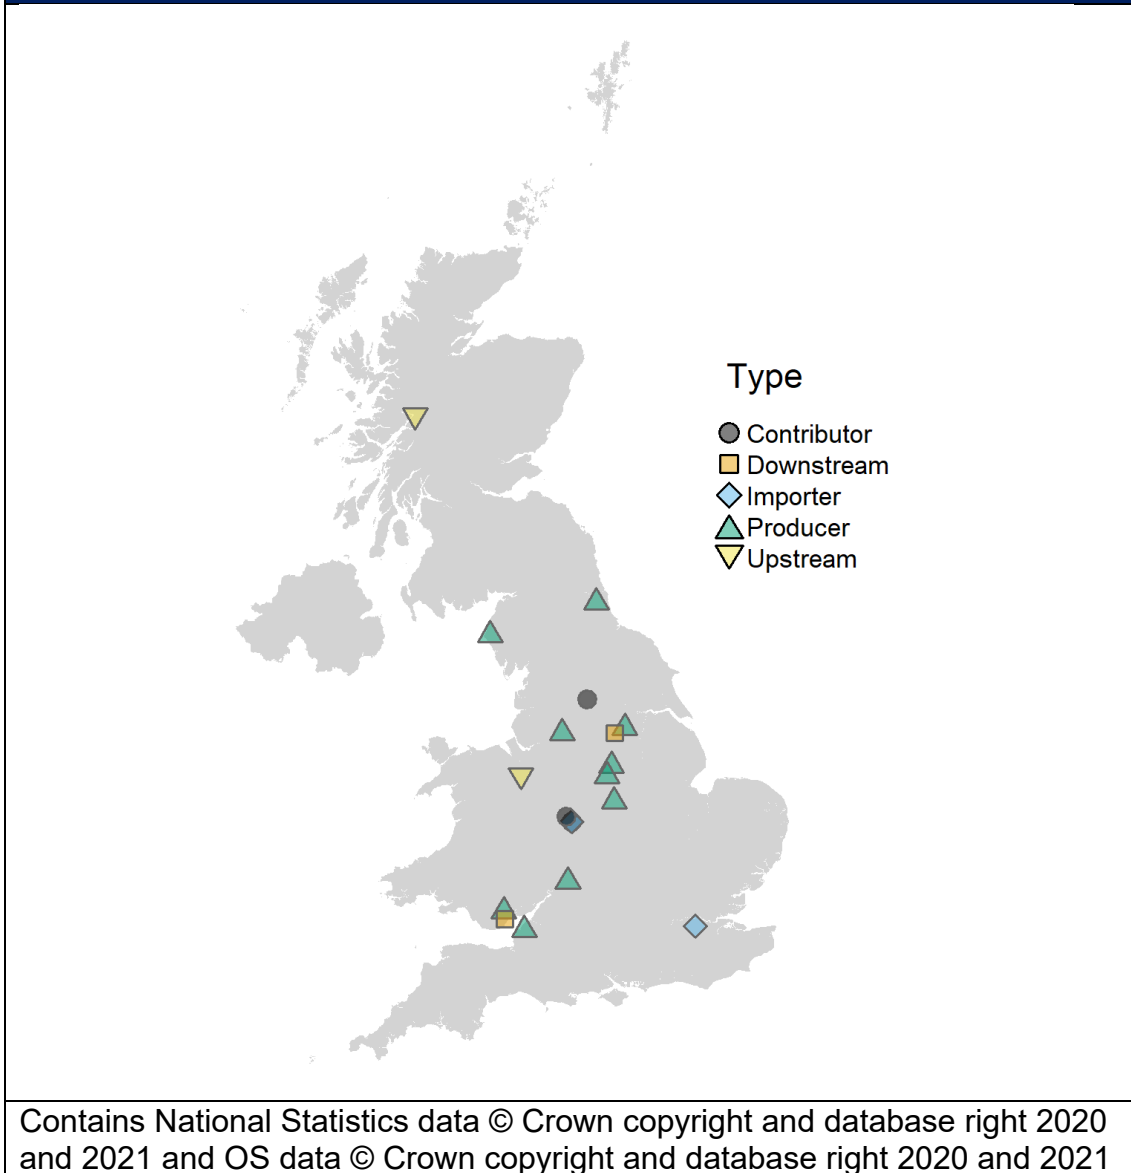 Type
Contributor
Downstream
Importer
Producer
Upstream
Contains National Statistics data © Crown copyright and database right 2020
and 2021 and OS data © Crown copyright and database right 2020 and 2021